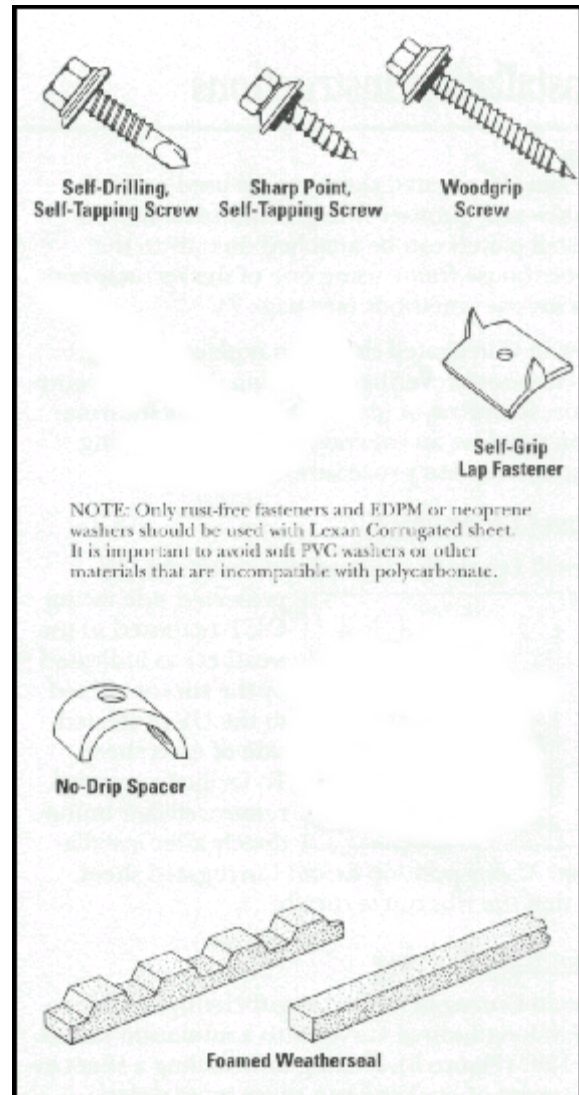 Self-Drilling,
Self-Tapping Screw
Sharp Point,
Self-Tapping Screw
Woodgrip
Screw
Self-Grip
Lap Fastener
NOTE: Only rust-free fasteners and EDPM or neoprene
washers should be used with Lexan Corrugated sheet.
It is important to avoid soft PVC washers or other
materials that are incompatible with polycarbonate.
No-Drip Spacer
Foamed Weatherseal